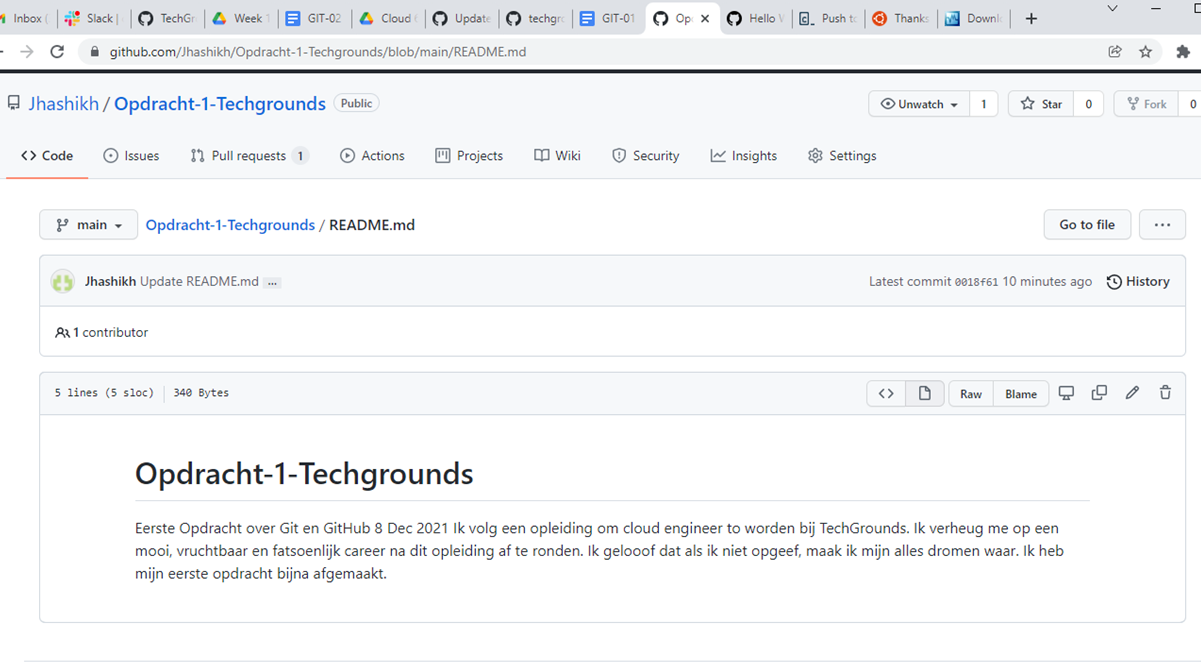 Inbox (
Slack |
TechGr
Week 1
GIT-02
Cloud
Update
techgro
GIT-01
Op
Hello
Push to
Thanks
Downl
github.com/Jhashikh/Opdracht-1-Techgrounds/blob/main/README.md
Jhashikh / Opdracht-1-Techgrounds Public
Unwatch 1 Star 0 Fork 0
Code Issues Pull requests 1 Actions Projects Wiki Security Insights Settings
main Opdracht-1-Techgrounds / README.md Go to file ...
Jhashikh Update README.md ... Latest commit 0018f61 10 minutes ago History
1 contributor
5 lines (5 sloc) 340 Bytes <> Raw Blame
Opdracht-1-Techgrounds
Eerste Opdracht over Git en GitHub 8 Dec 2021 Ik volg een opleiding om cloud engineer to worden bij TechGrounds. Ik verheug me op een
mooi, vruchtbaar en fatsoenlijk career na dit opleiding af te ronden. Ik gelooof dat als ik niet opgeef, maak ik mijn alles dromen waar. Ik heb
mijn eerste opdracht bijna afgemaakt.